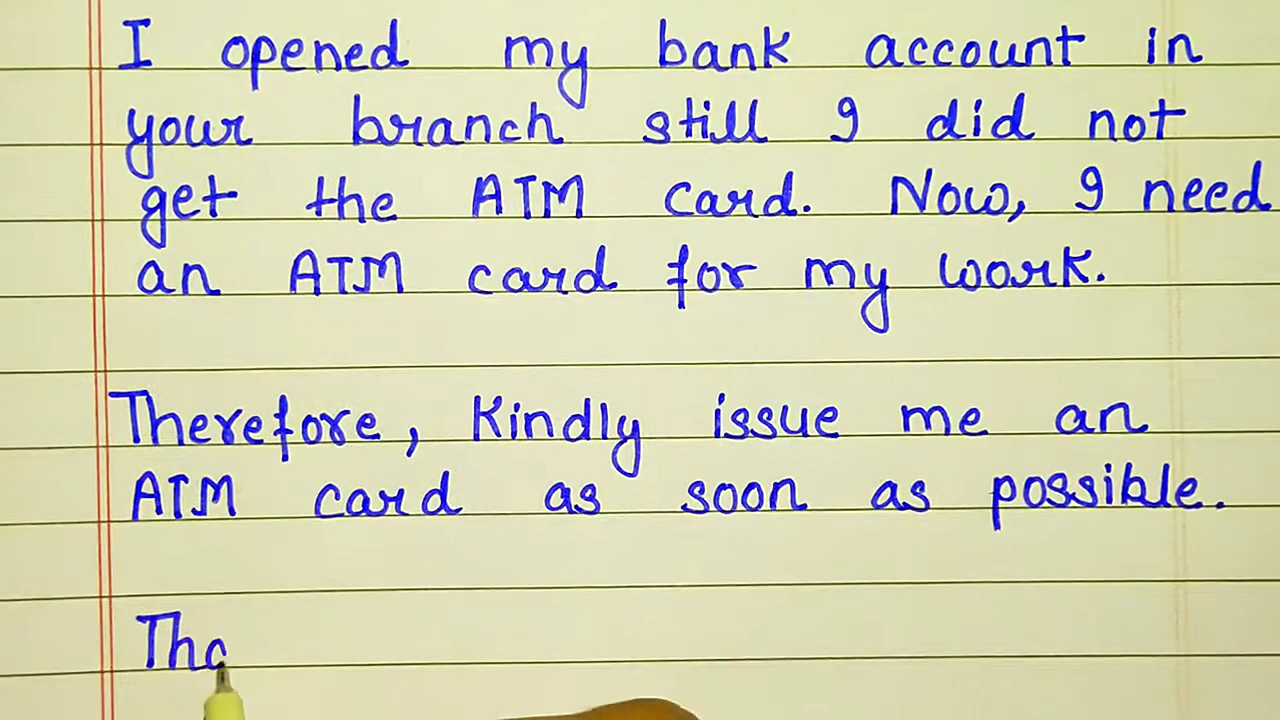 I opened my bank account in
your branch still I did not
get the ATM card. Now, I need
an ATM card for my work.
Therefore, Kindly issue me an
ATM card as soon as possible.
Tha